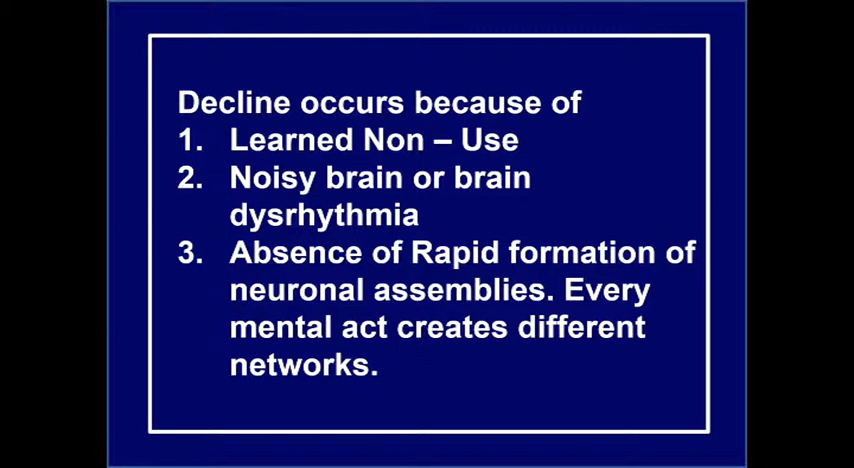 Decline occurs because of
1. Learned Non – Use
2. Noisy brain or brain
dysrhythmia
3. Absence of Rapid formation of
neuronal assemblies. Every
mental act creates different
networks.